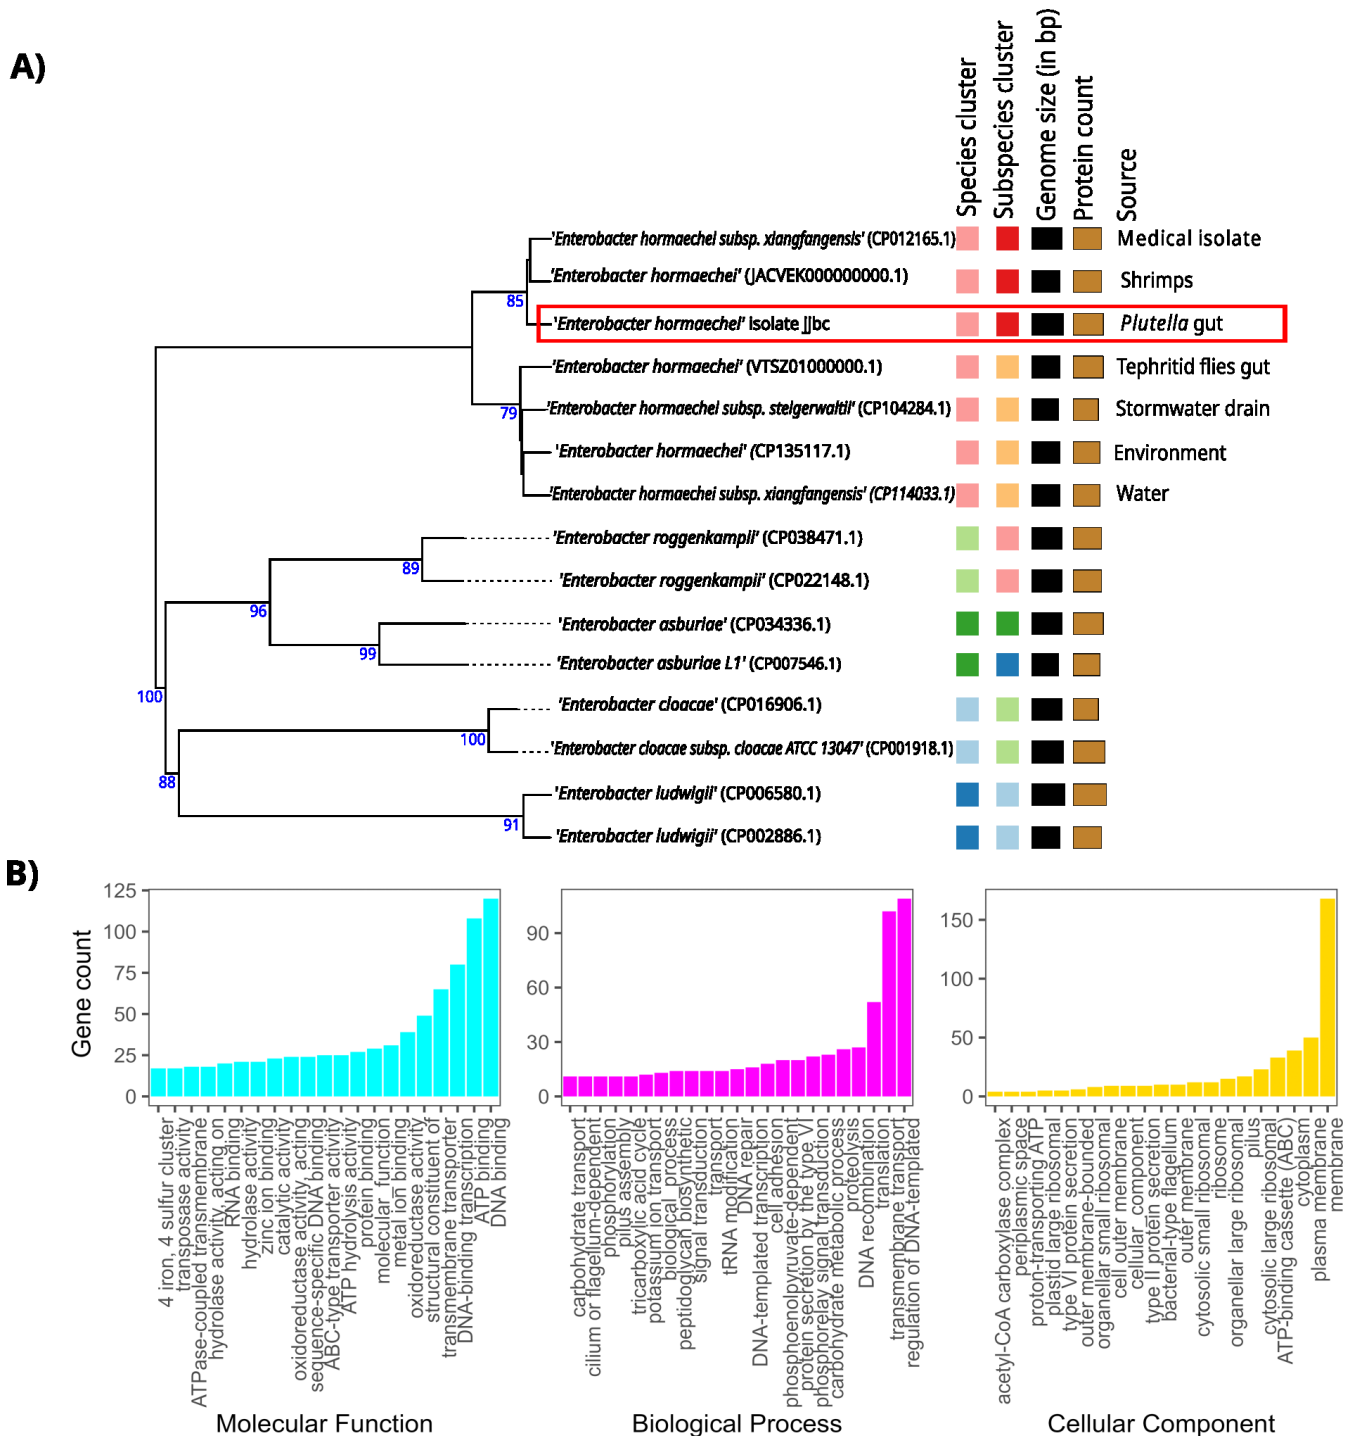 A)
Species cluster
Subspecies cluster
Genome size (in bp)
Protein count
Source
'Enterobacter hormaechei subsp. xiangfangensis' (CP012165.1)
Medical isolate
'Enterobacter hormaechei' (JACVEK000000000.1)
Shrimps
85
'Enterobacter hormaechei' Isolate JJbc
Plutella gut
'Enterobacter hormaechei' (VTSZ01000000.1)
Tephritid flies gut
79
'Enterobacter hormaechei subsp. steigerwaltii' (CP104284.1)
Stormwater drain
'Enterobacter hormaechei' (CP135117.1)
Environment
'Enterobacter hormaechei subsp. xiangfangensis' (CP114033.1)
Water
'Enterobacter roggenkampii' (CP038471.1)
89
'Enterobacter roggenkampii' (CP022148.1)
96
'Enterobacter asburiae' (CP034336.1)
99
'Enterobacter asburiae L1' (CP007546.1)
100
'Enterobacter cloacae' (CP016906.1)
100
'Enterobacter cloacae subsp. cloacae ATCC 13047' (CP001918.1)
88
'Enterobacter ludwigii' (CP006580.1)
91
'Enterobacter ludwigii' (CP002886.1)
B)
Gene count
125
100
75
50
25
0
4 iron, 4 sulfur cluster
transposase activity
ATPase-coupled transmembrane
hydrolase activity, acting on
RNA binding
hydrolase activity
zinc ion binding
catalytic activity
oxidoreductase activity, acting
sequence-specific DNA binding
ABC-type transporter activity
ATP hydrolysis activity
protein binding
molecular_function
metal ion binding
oxidoreductase activity
structural constituent of
transmembrane transporter
DNA-binding transcription
ATP binding
DNA binding
Molecular Function
90
60
30
0
carbohydrate transport
cilium or flagellum-dependent
phosphorylation
pilus assembly
tricarboxylic acid cycle
potassium ion transport
biological_process
peptidoglycan biosynthetic
signal transduction
transport
tRNA modification
DNA repair
DNA-templated transcription
cell adhesion
phosphoenolpyruvate-dependent
protein secretion by the type VI
phosphorelay signal transduction
carbohydrate metabolic process
proteolysis
DNA recombination
translation
transmembrane transport
regulation of DNA-templated
Biological Process
150
100
50
0
acetyl-CoA carboxylase complex
periplasmic space
proton-transporting ATP
plastid large ribosomal
type VI protein secretion
outer membrane-bounded
organellar small ribosomal
cell outer membrane
cellular_component
type II protein secretion
bacterial-type flagellum
outer membrane
cytosolic small ribosomal
ribosome
organellar large ribosomal
pilus
cytosolic large ribosomal
ATP-binding cassette (ABC)
cytoplasm
plasma membrane
membrane
Cellular Component